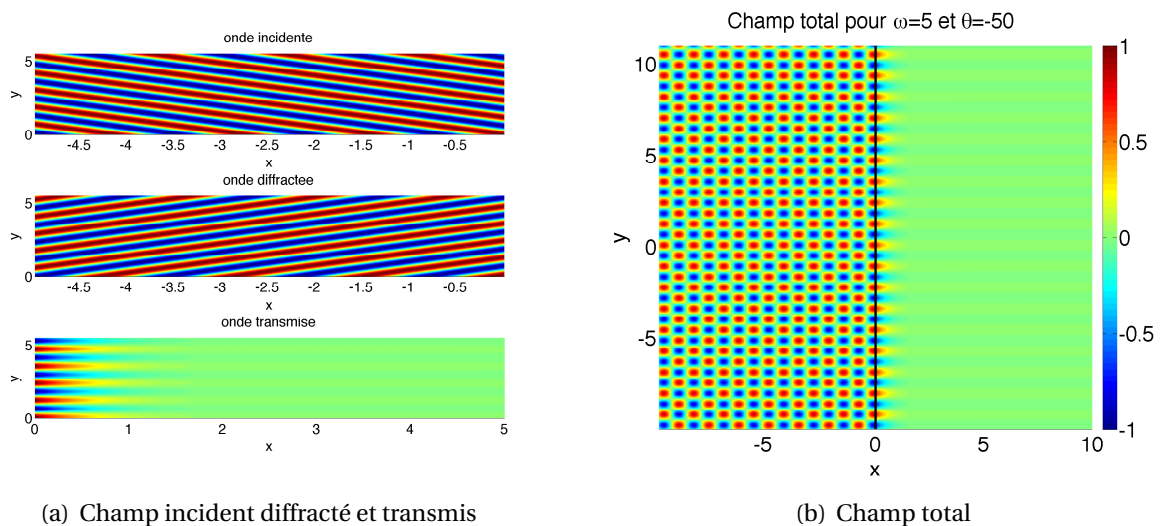 onde incidente
5
y
0
-4.5 -4 -3.5 -3 -2.5 -2 -1.5 -1 -0.5
x
onde diffractee
5
y
0
-4.5 -4 -3.5 -3 -2.5 -2 -1.5 -1 -0.5
x
onde transmise
5
y
0
0 1 2 3 4 5
x
(a) Champ incident diffracté et transmis
Champ total pour ω=5 et θ=-50
10
5
y
0
-5
-5 0 5 10
x
1
0.5
0
-0.5
-1
(b) Champ total